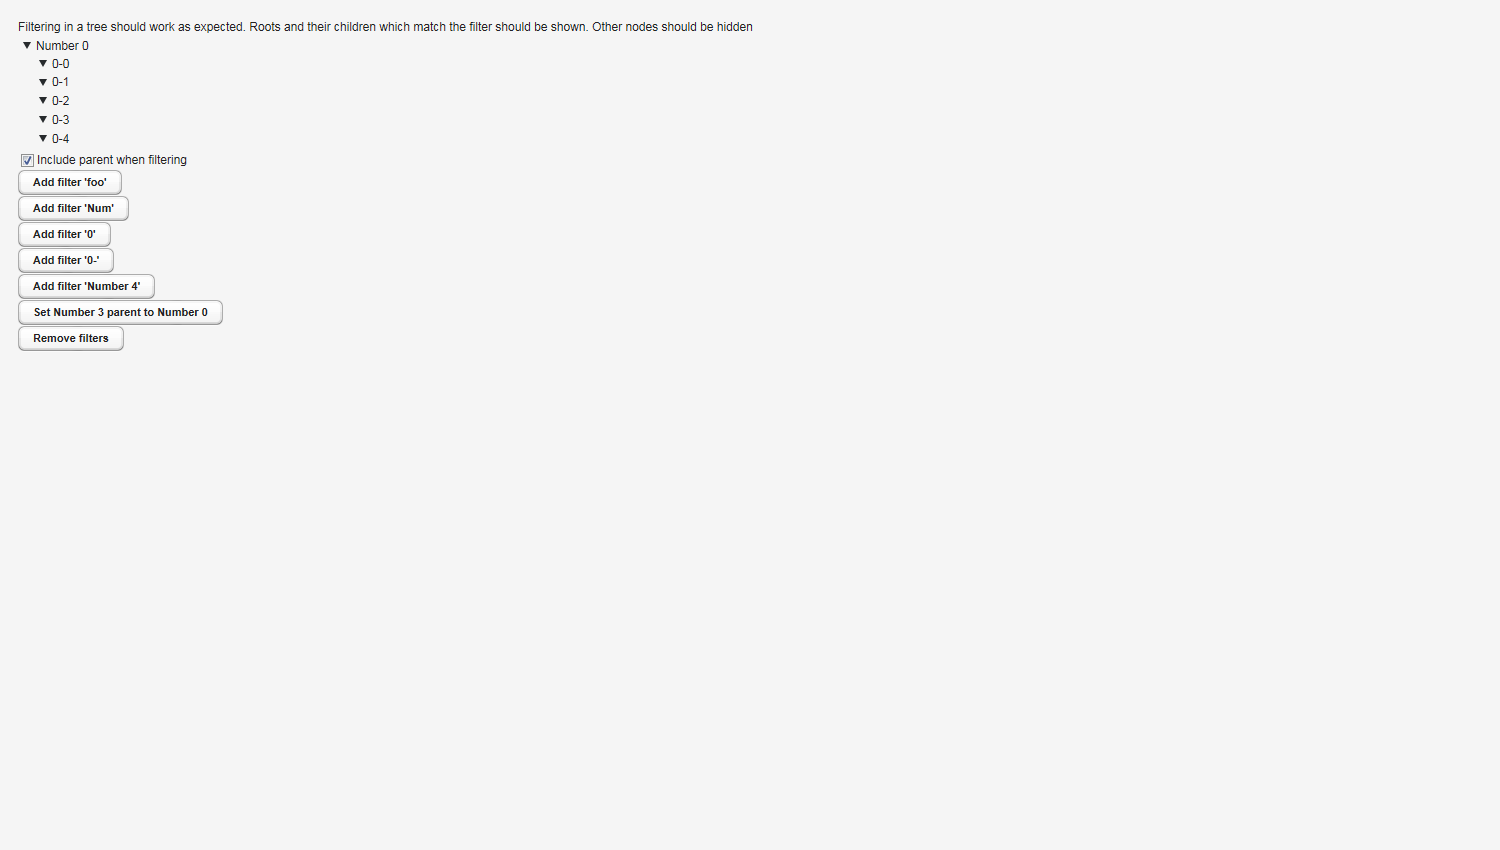 Filtering in a tree should work as expected. Roots and their children which match the filter should be shown. Other nodes should be hidden
Number 0
0-0
0-1
0-2
0-3
0-4
Include parent when filtering
Add filter 'foo'
Add filter 'Num'
Add filter '0'
Add filter '0-'
Add filter 'Number 4'
Set Number 3 parent to Number 0
Remove filters